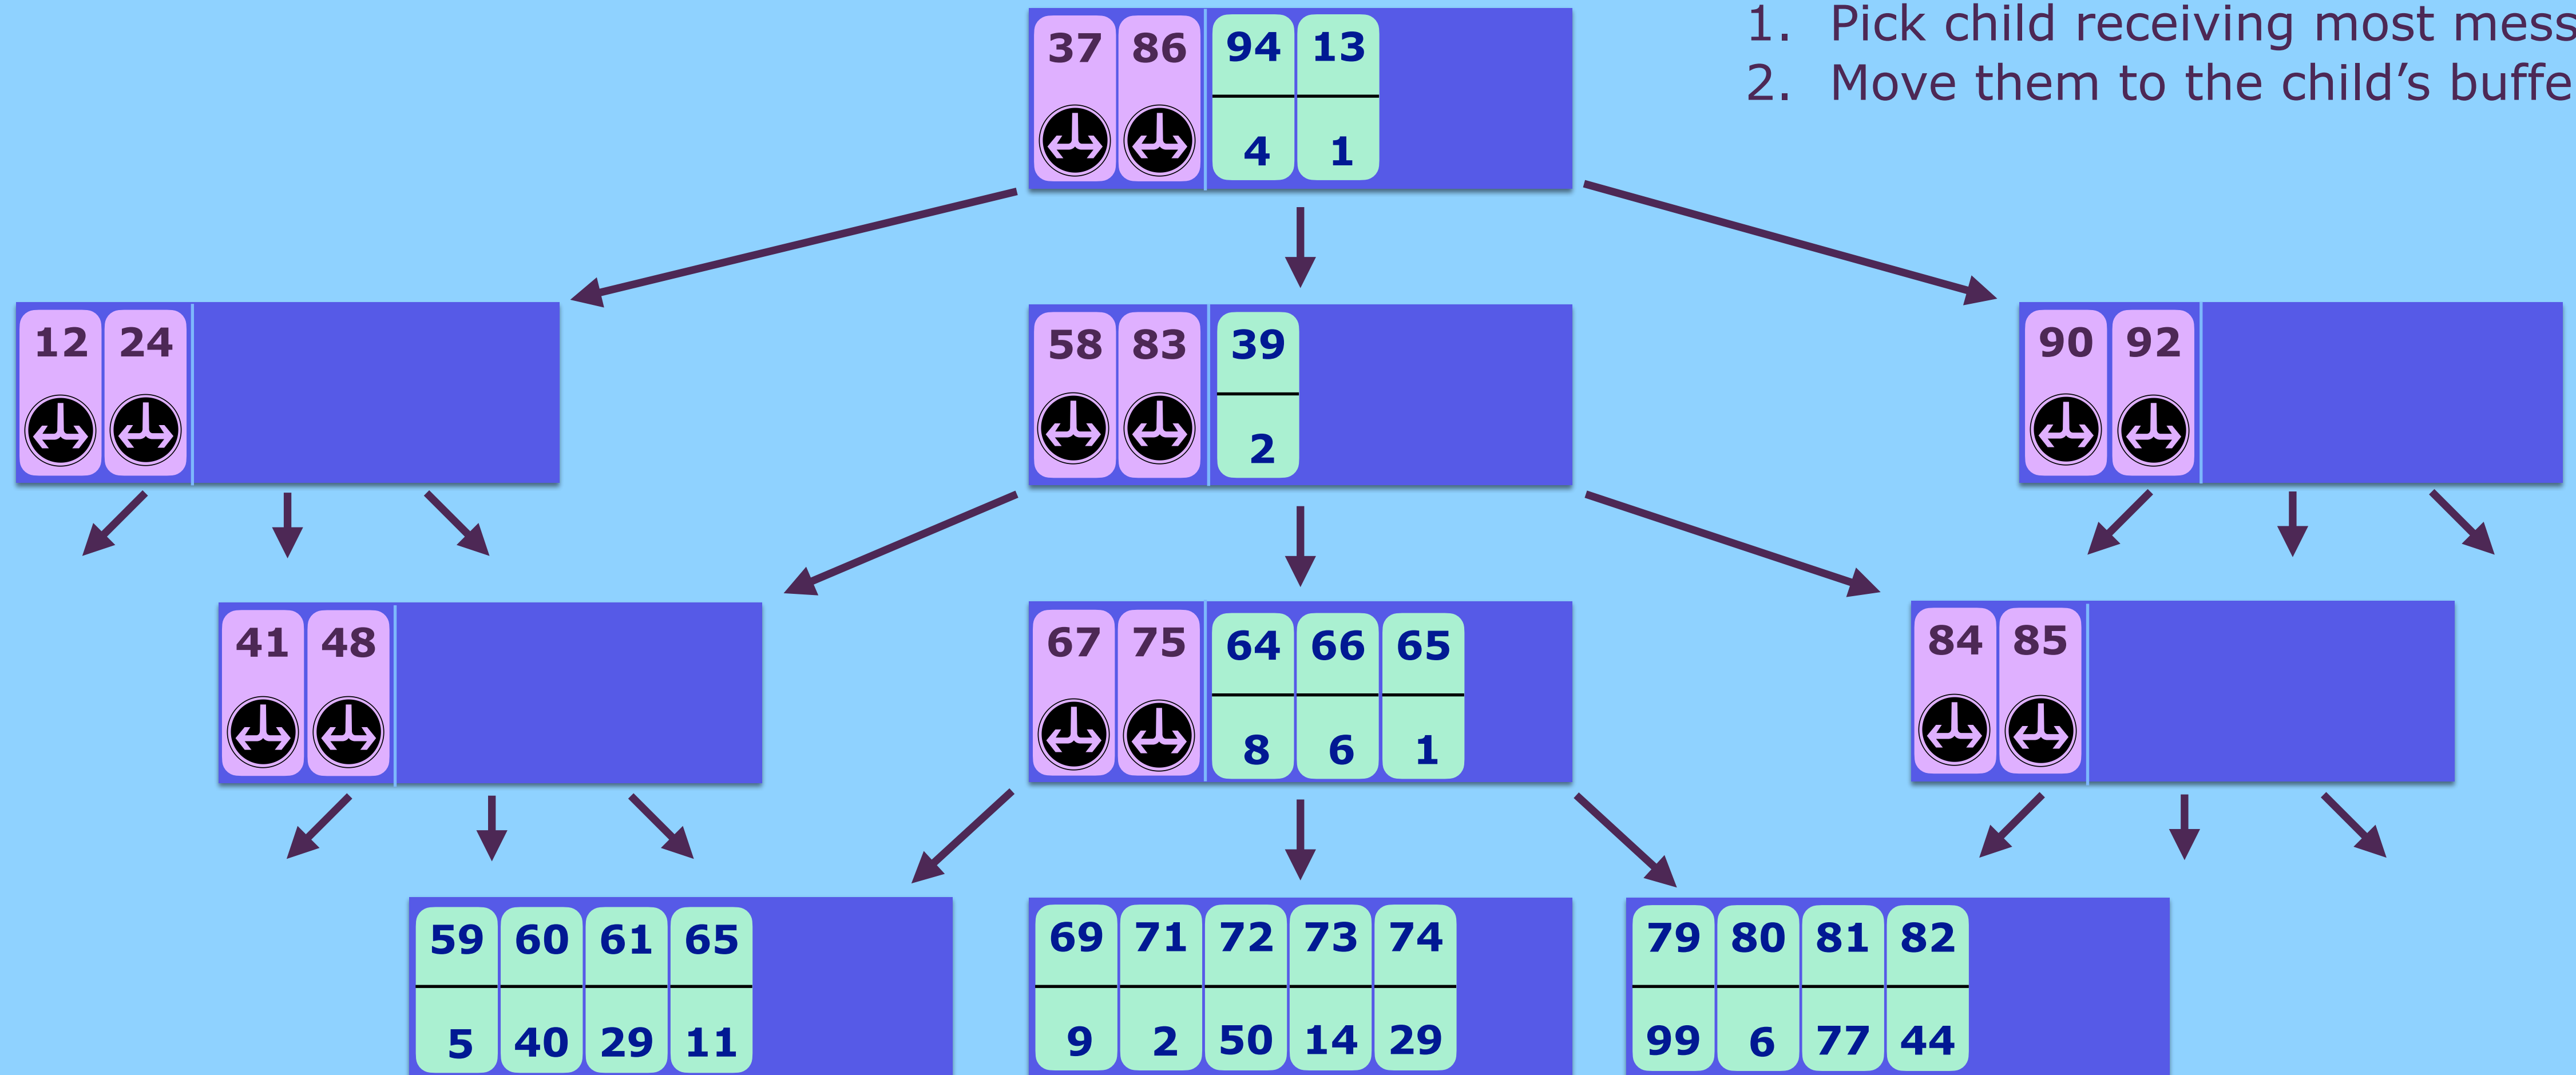 1. Pick child receiving most mess
2. Move them to the child’s buffe
37 86 94 13
4 1
12 24
58 83 39
2
90 92
41 48
67 75 64 66 65
8 6 1
84 85
59 60 61 65
5 40 29 11
69 71 72 73 74
9 2 50 14 29
79 80 81 82
99 6 77 44